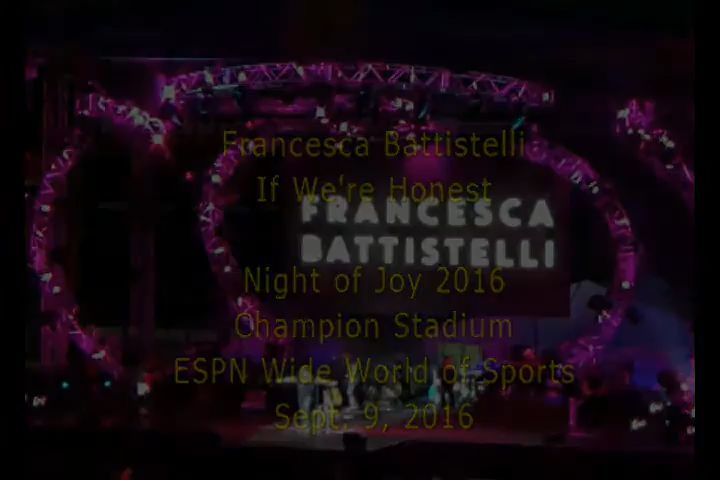 Francesca Battistelli
If We're Honest
FRANCESCA
BATTISTELLI
Night of Joy 2016
Champion Stadium
ESPN Wide World of Sports
Sept. 9, 2016